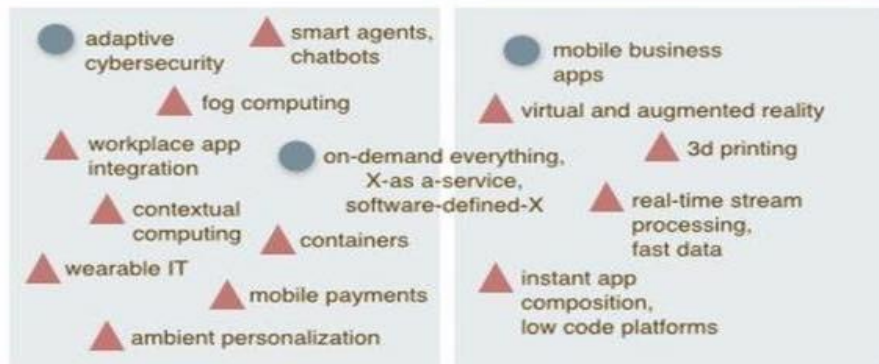 adaptive
cybersecurity
smart agents,
chatbots
fog computing
workplace app
integration
on-demand everything,
X-as a-service,
software-defined-X
contextual
computing
containers
wearable IT
mobile payments
ambient personalization
mobile business
apps
virtual and augmented reality
3d printing
real-time stream
processing,
fast data
instant app
composition,
low code platforms